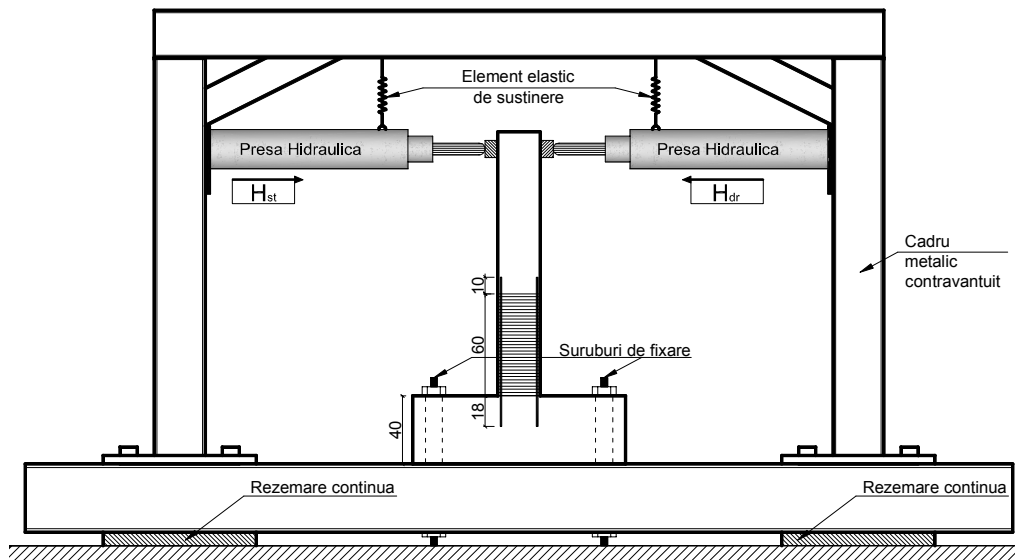 Element elastic
de sustinere
Presa Hidraulica
Presa Hidraulica
Hst
Hdr
Cadru
metalic
contravantuit
10
60
Suruburi de fixare
18
40
Rezemare continua
Rezemare continua